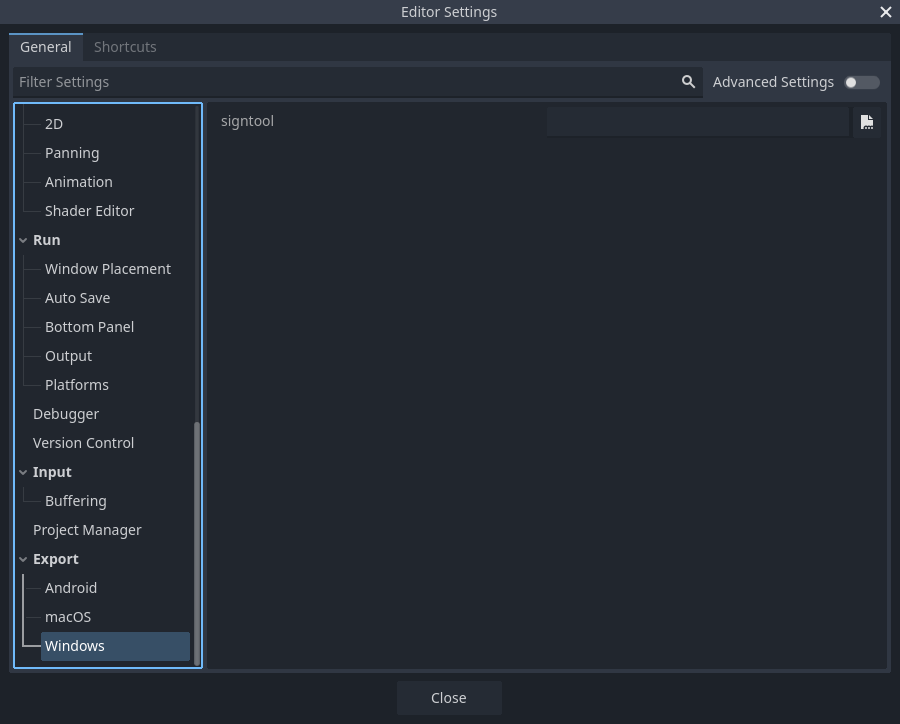 Editor Settings
General Shortcuts
Filter Settings
Advanced Settings
2D
Panning
Animation
Shader Editor
Run
Window Placement
Auto Save
Bottom Panel
Output
Platforms
Debugger
Version Control
Input
Buffering
Project Manager
Export
Android
macOS
Windows
signtool
Close